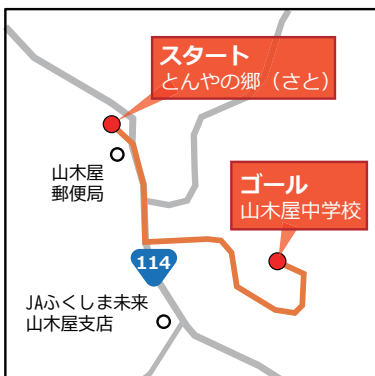 スタート
とんやの郷（さと）
山木屋
郵便局
ゴール
山木屋中学校
114
JAふくしま未来
山木屋支店